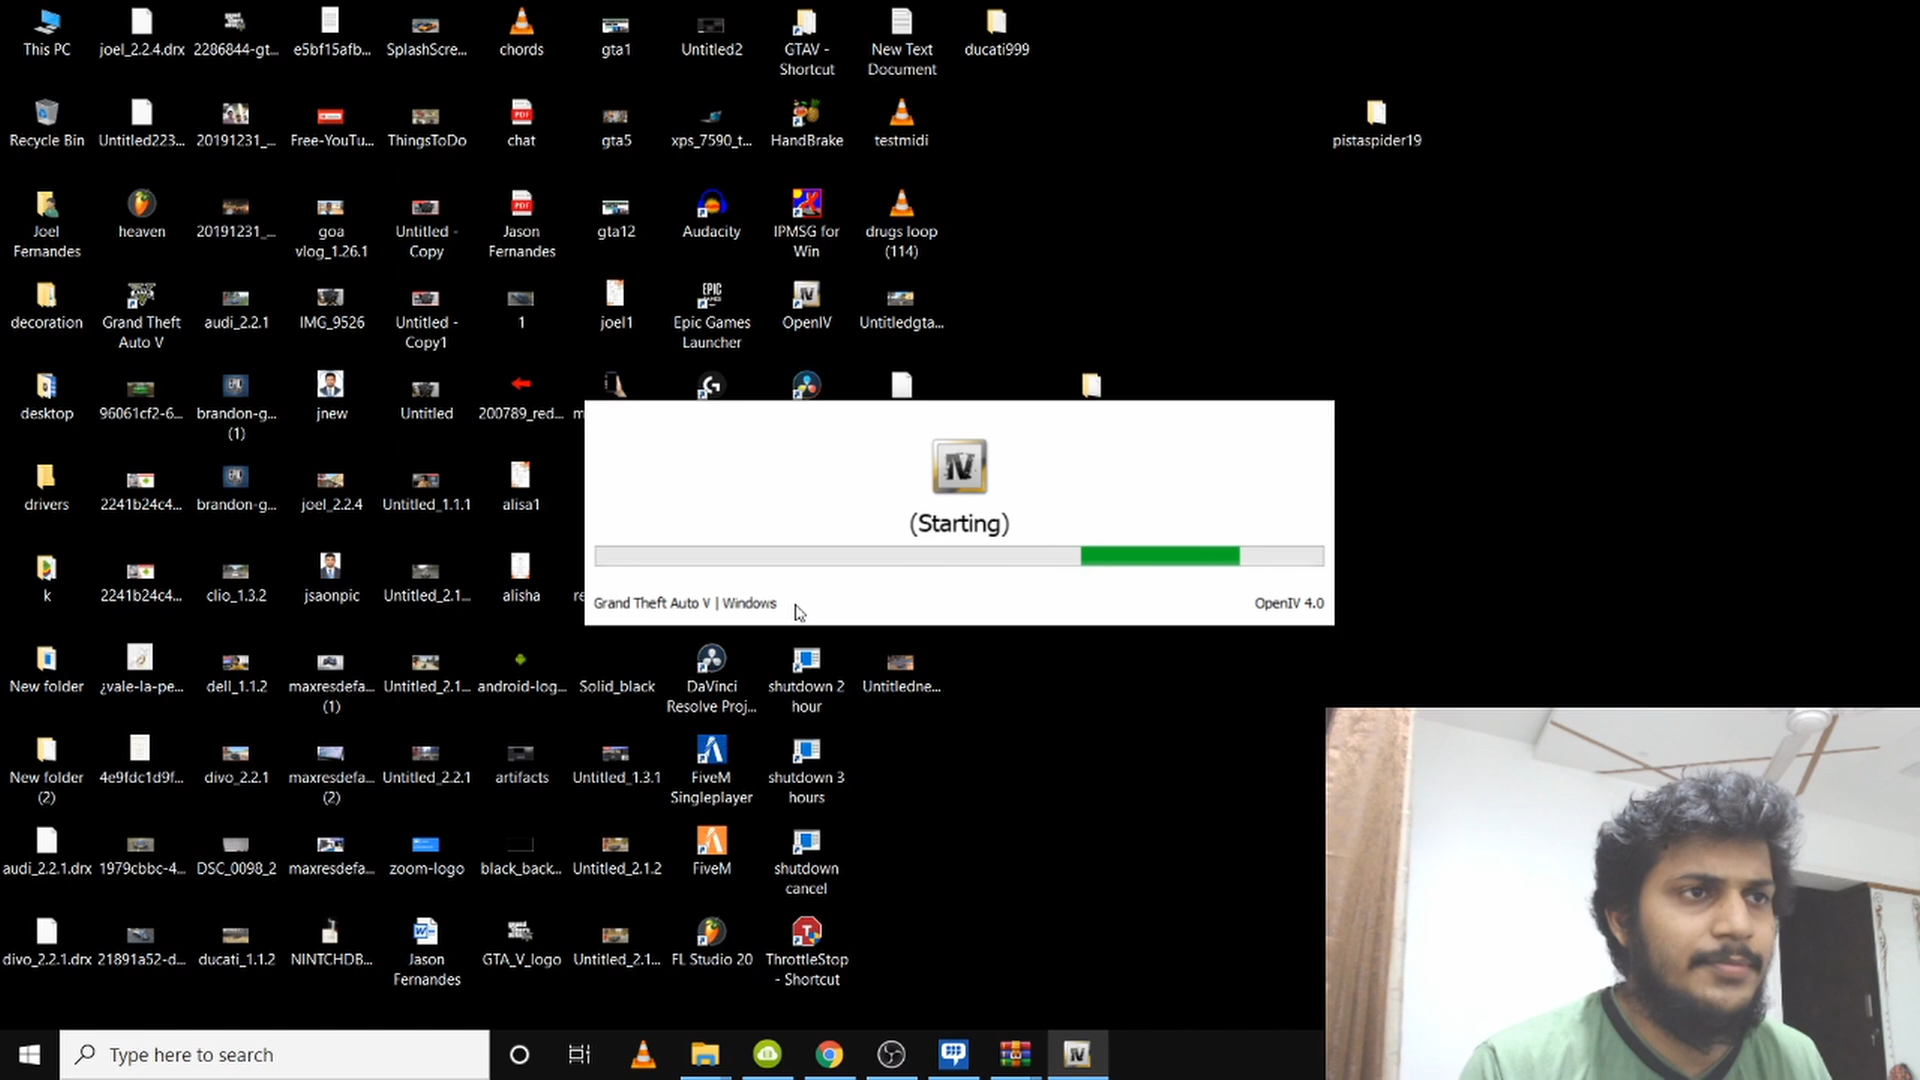 This PC
joel_2.2.4.drx
2286844-gt...
e5bf15afb...
SplashScre...
chords
gta1
Untitled2
GTAV -
Shortcut
New Text
Document
ducati999
Recycle Bin
Untitled223...
20191231_...
Free-YouTu...
ThingsToDo
chat
gta5
xps_7590_t...
HandBrake
testmidi
pistaspider19
Joel
Fernandes
heaven
20191231_...
goa
vlog_1.26.1
Untitled -
Copy
Jason
Fernandes
gta12
Audacity
IPMSG for
Win
drugs loop
(114)
decoration
Grand Theft
Auto V
audi_2.2.1
IMG_9526
Untitled -
Copy1
1
joel1
Epic Games
Launcher
OpenIV
Untitledgta...
desktop
96061cf2-6...
brandon-g...
(1)
jnew
Untitled
200789_red...
drivers
2241b24c4...
brandon-g...
joel_2.2.4
Untitled_1.1.1
alisa1
(Starting)
k
2241b24c4...
clio_1.3.2
jsaonpic
Untitled_2.1...
alisha
Grand Theft Auto V | Windows
OpenIV 4.0
New folder
¿vale-la-pe...
dell_1.1.2
maxresdefa...
(1)
Untitled_2.1...
android-log...
Solid_black
DaVinci
Resolve Proj...
shutdown 2
hour
Untitledne...
New folder
(2)
4e9fdc1d9f...
divo_2.2.1
maxresdefa...
(2)
Untitled_2.2.1
artifacts
Untitled_1.3.1
FiveM
Singleplayer
shutdown 3
hours
audi_2.2.1.drx
1979cbbc-4...
DSC_0098_2
maxresdefa...
zoom-logo
black_back...
Untitled_2.1.2
FiveM
shutdown
cancel
divo_2.2.1.drx
21891a52-d...
ducati_1.1.2
NINTCHDB...
Jason
Fernandes
GTA_V_logo
Untitled_2.1...
FL Studio 20
ThrottleStop
- Shortcut
Type here to search